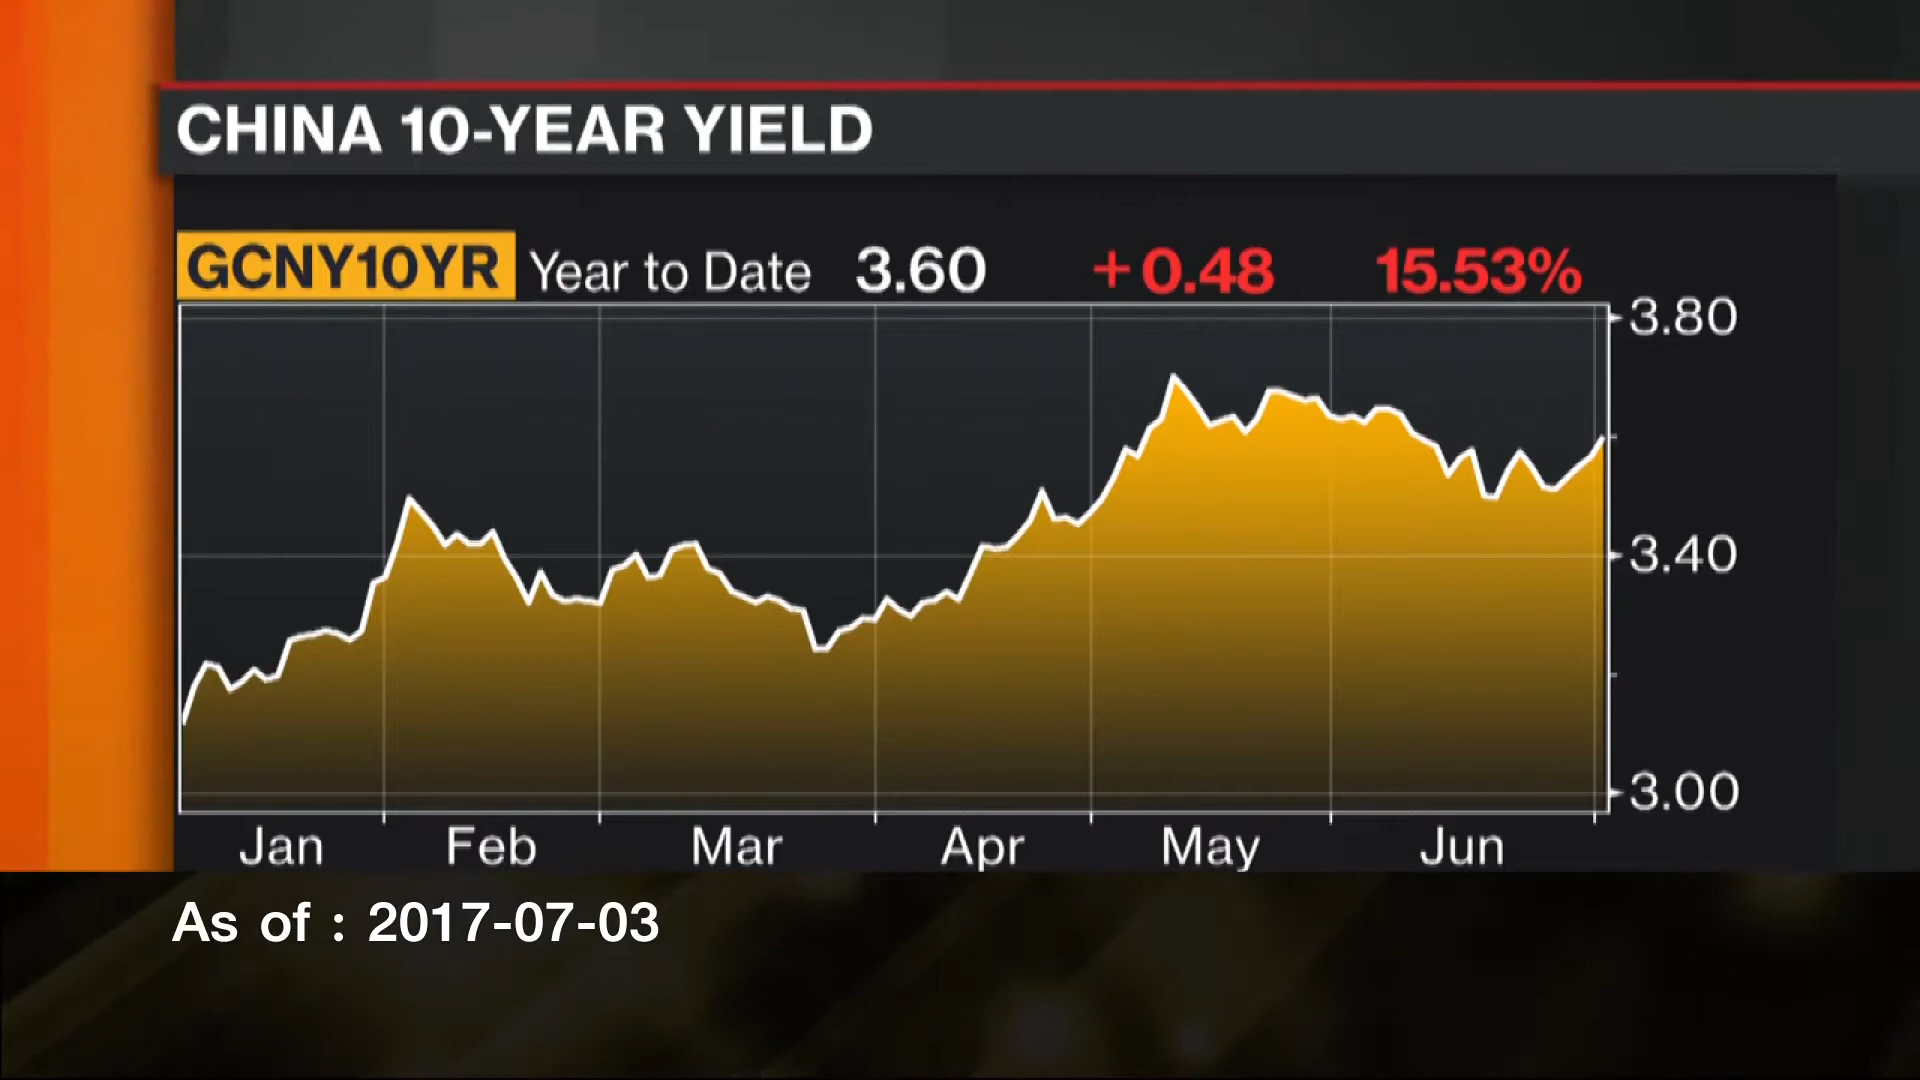 CHINA 10-YEAR YIELD
GCNY10YR Year to Date 3.60 +0.48 15.53%
3.80
3.40
3.00
Jan Feb Mar Apr May Jun
As of : 2017-07-03